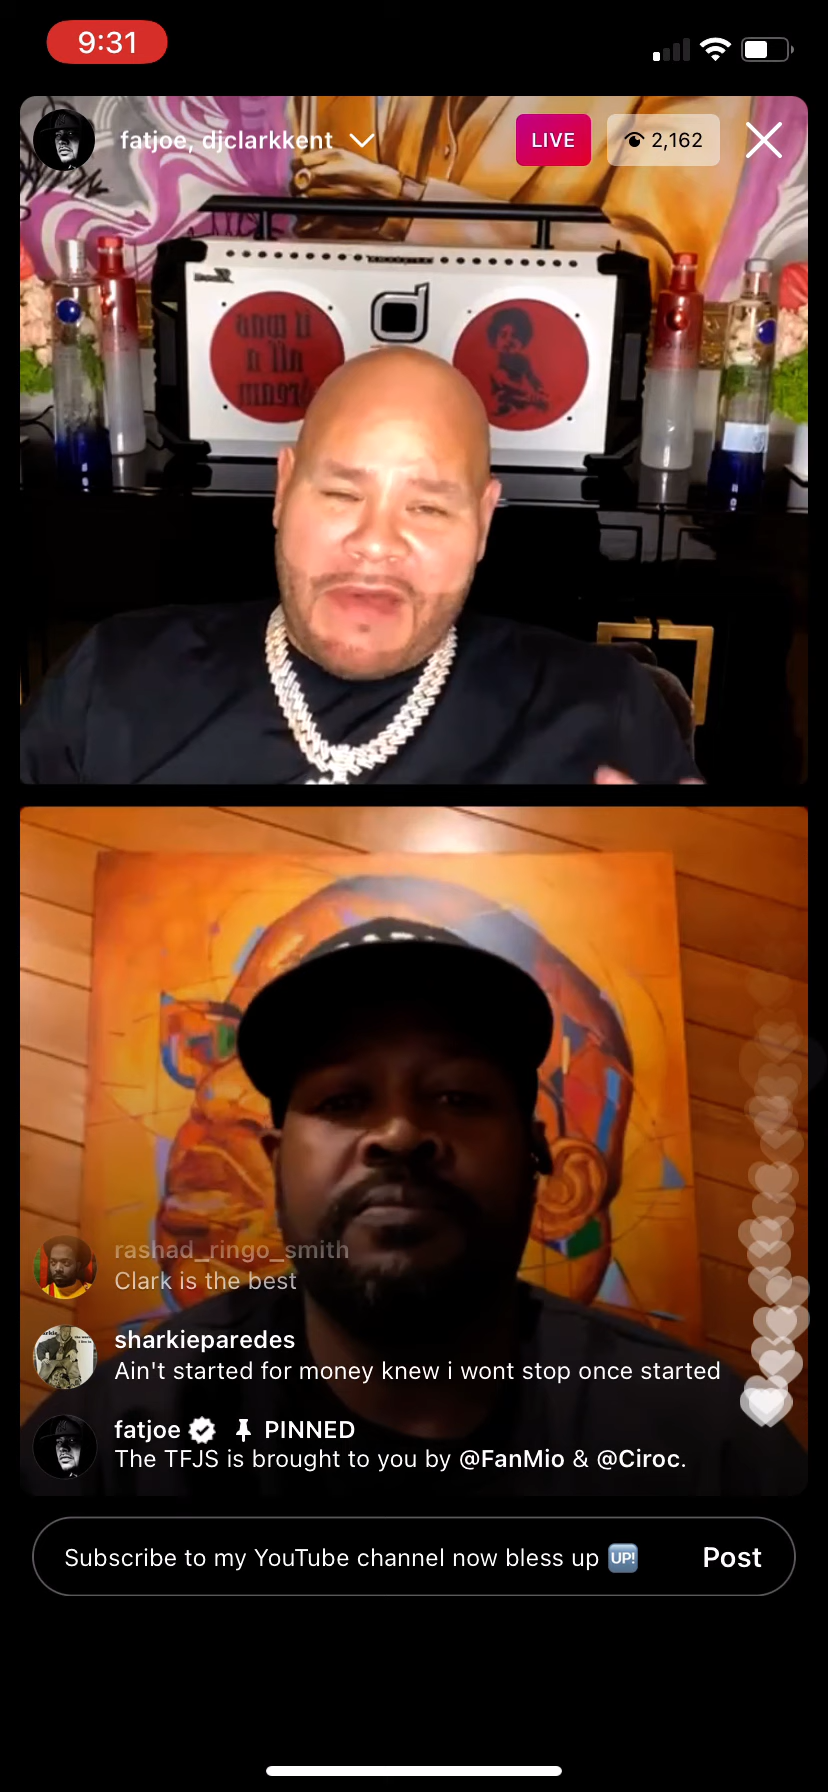 9:31
fatjoe, djclarkkent
LIVE
2,162
rashad_ringo_smith
Clark is the best
sharkieparedes
Ain't started for money knew i wont stop once started
fatjoe PINNED
The TFJS is brought to you by @FanMio & @Ciroc.
Subscribe to my YouTube channel now bless up 🆙
Post